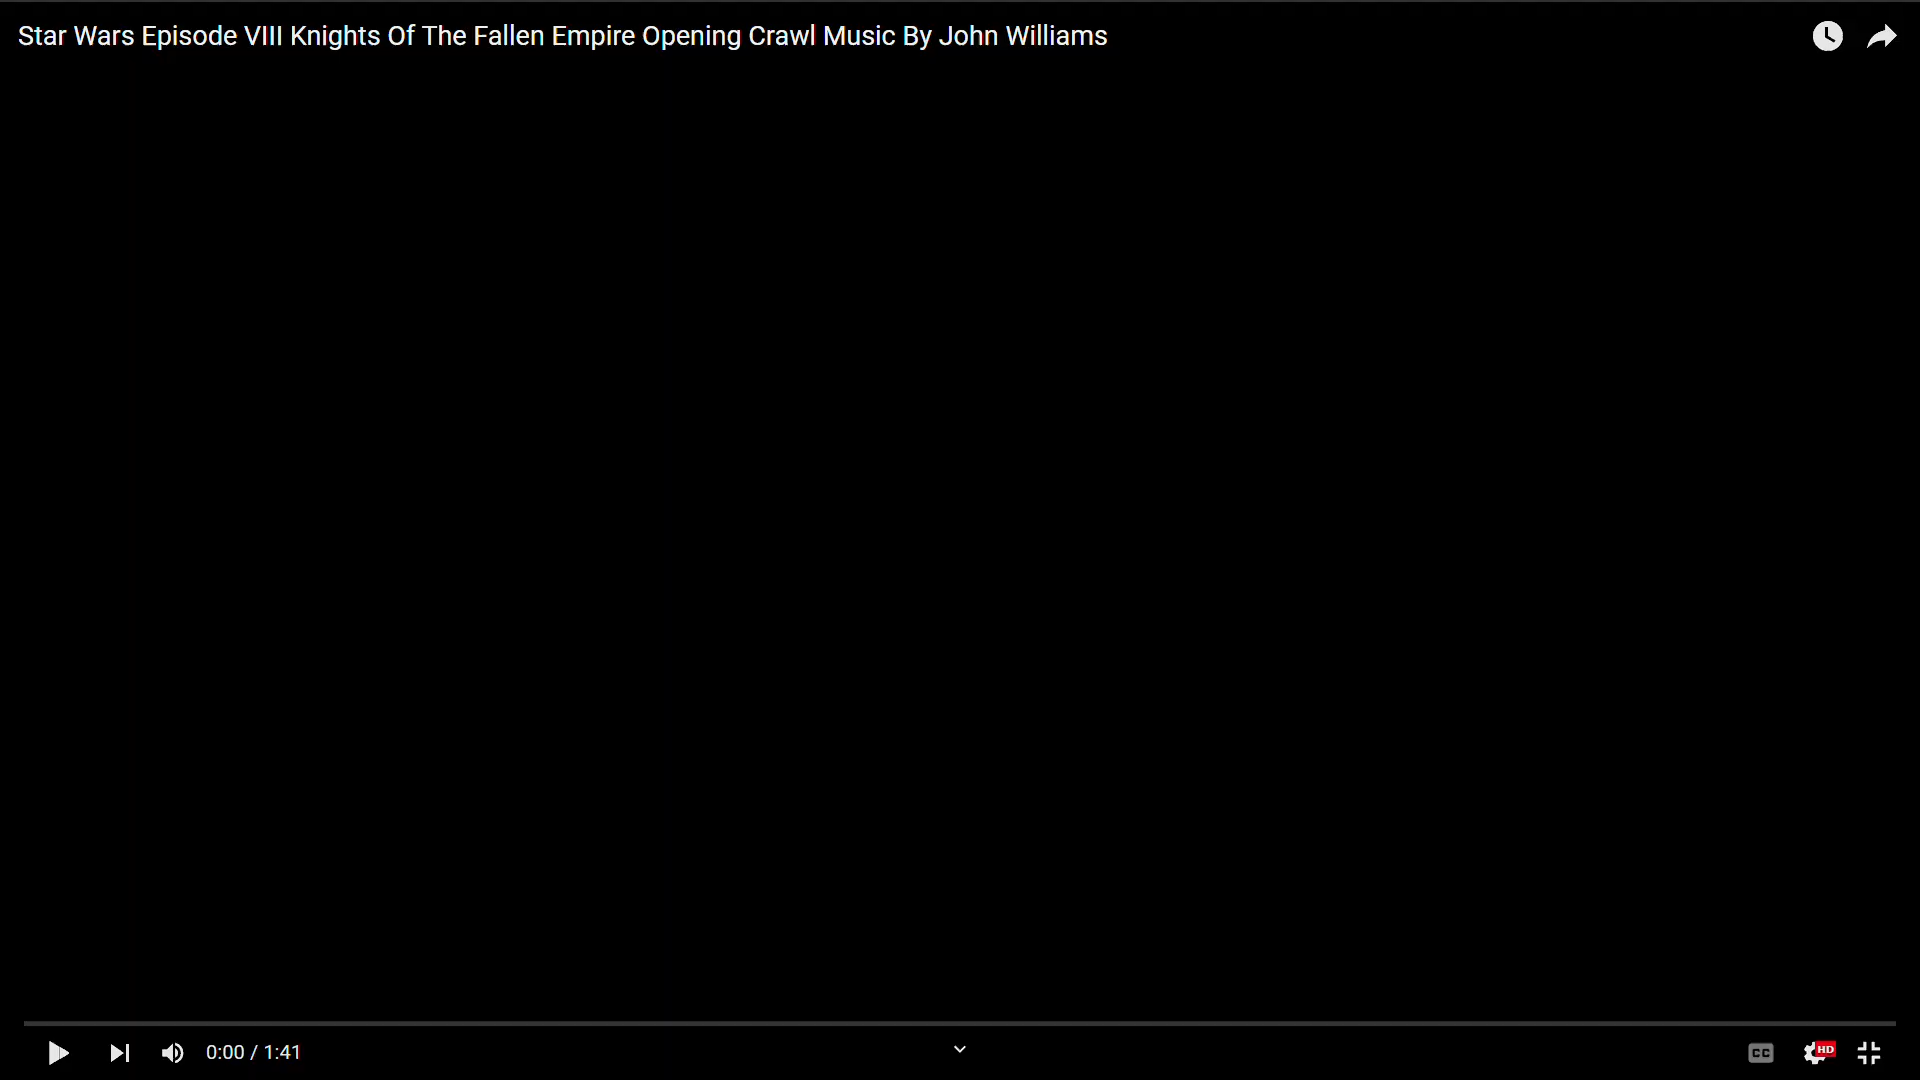 Star Wars Episode VIII Knights Of The Fallen Empire Opening Crawl Music By John Williams
0:00 / 1:41
CC
HD